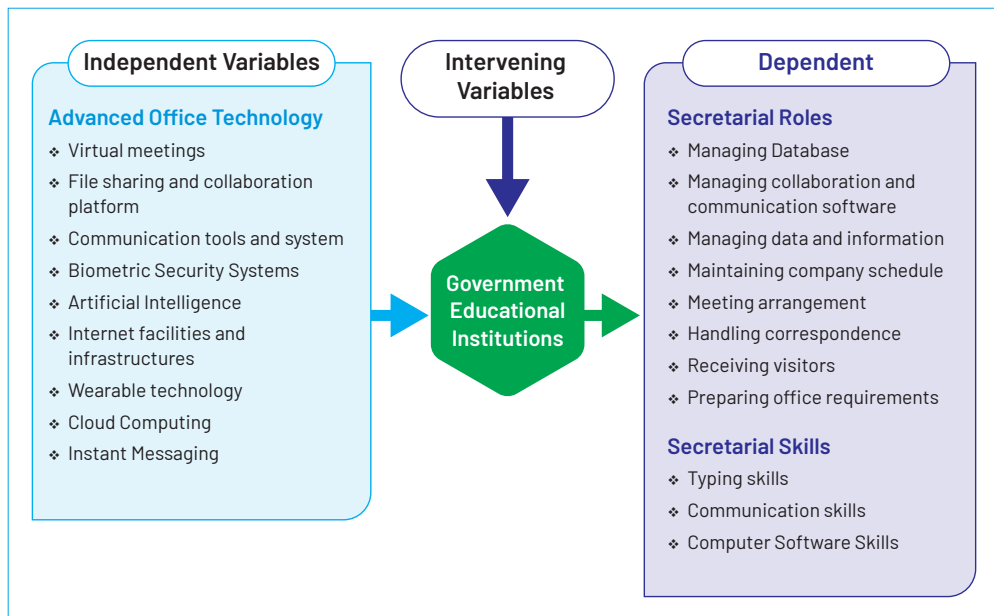 Independent Variables
Advanced Office Technology
❖ Virtual meetings
❖ File sharing and collaboration
platform
❖ Communication tools and system
❖ Biometric Security Systems
❖ Artificial Intelligence
❖ Internet facilities and
infrastructures
❖ Wearable technology
❖ Cloud Computing
❖ Instant Messaging
Intervening
Variables
Government
Educational
Institutions
Dependent
Secretarial Roles
❖ Managing Database
❖ Managing collaboration and
communication software
❖ Managing data and information
❖ Maintaining company schedule
❖ Meeting arrangement
❖ Handling correspondence
❖ Receiving visitors
❖ Preparing office requirements
Secretarial Skills
❖ Typing skills
❖ Communication skills
❖ Computer Software Skills